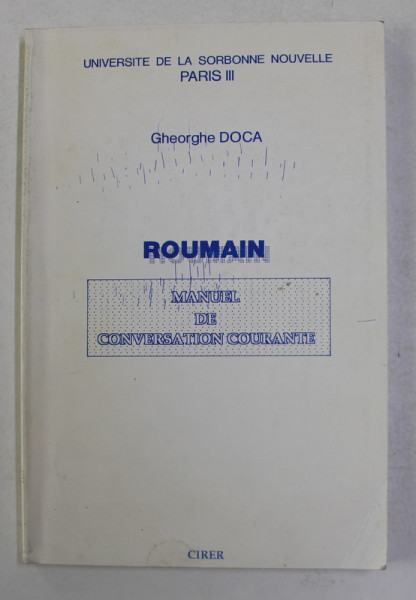 UNIVERSITE DE LA SORBONNE NOUVELLE
PARIS III
Gheorghe DOCA
ROUMAIN
MANUEL
DE
CONVERSATION COURANTE
CIRER